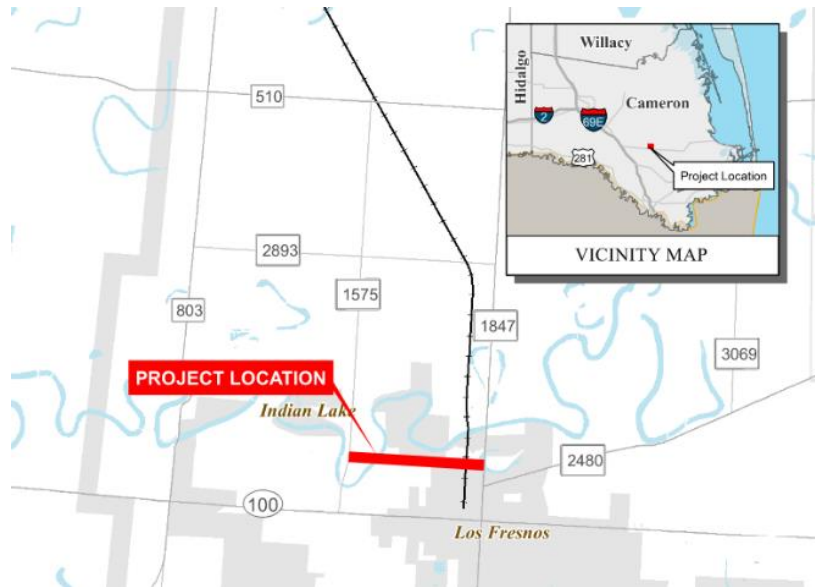 Willacy
Hidalgo
Cameron
2
69E
281
Project Location
VICINITY MAP
510
2893
1575
803
1847
3069
PROJECT LOCATION
Indian Lake
2480
100
Los Fresnos